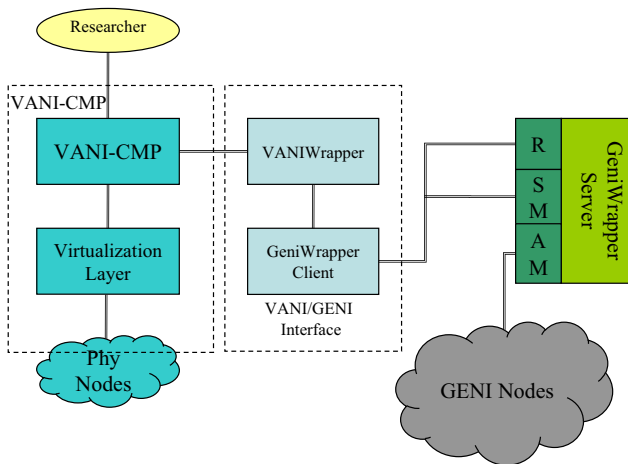 Researcher
VANI-CMP
VANI-CMP
VANIWrapper
R
S
M
A
M
GeniWrapper
Server
Virtualization
Layer
GeniWrapper
Client
VANI/GENI
Interface
Phy
Nodes
GENI Nodes